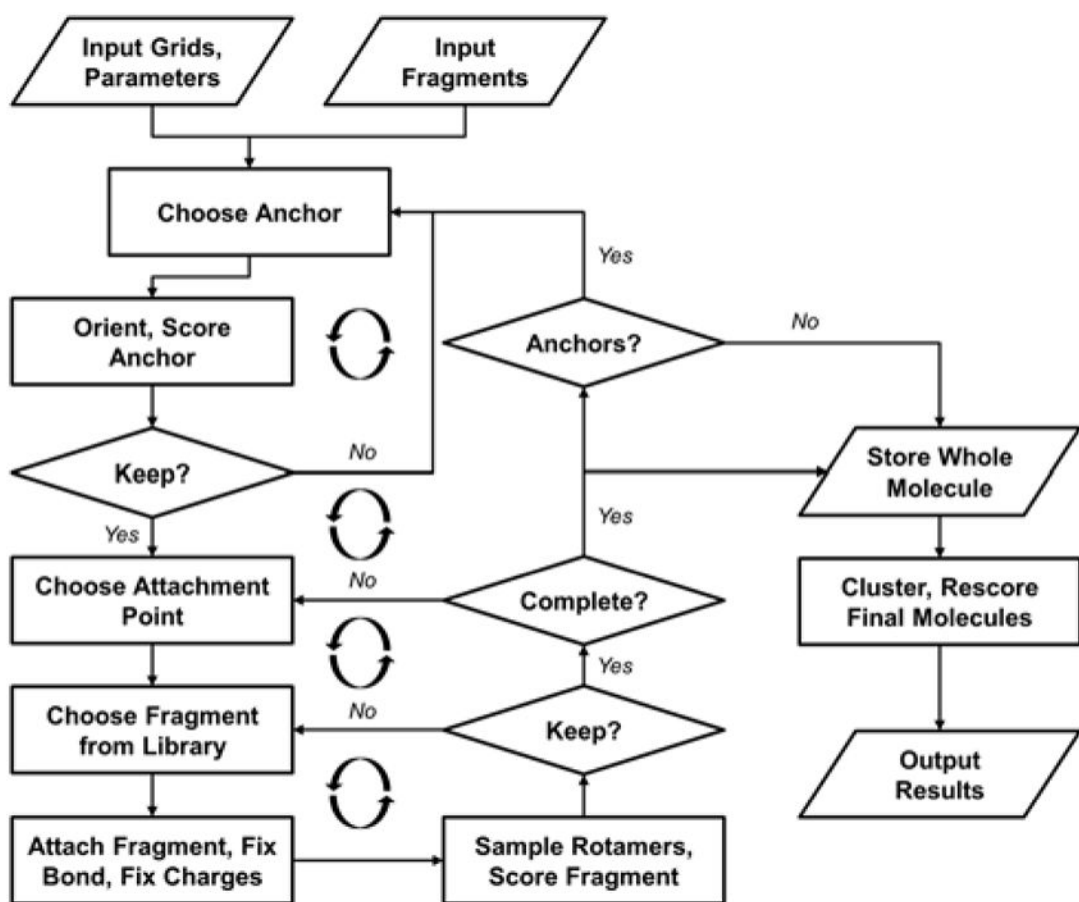 Input Grids,
Parameters
Input
Fragments
Choose Anchor
Orient, Score
Anchor
Keep?
No
Yes
Choose Attachment
Point
Choose Fragment
from Library
Attach Fragment, Fix
Bond, Fix Charges
Sample Rotamers,
Score Fragment
Keep?
No
Yes
Complete?
No
Yes
Anchors?
Yes
No
Store Whole
Molecule
Cluster, Rescore
Final Molecules
Output
Results